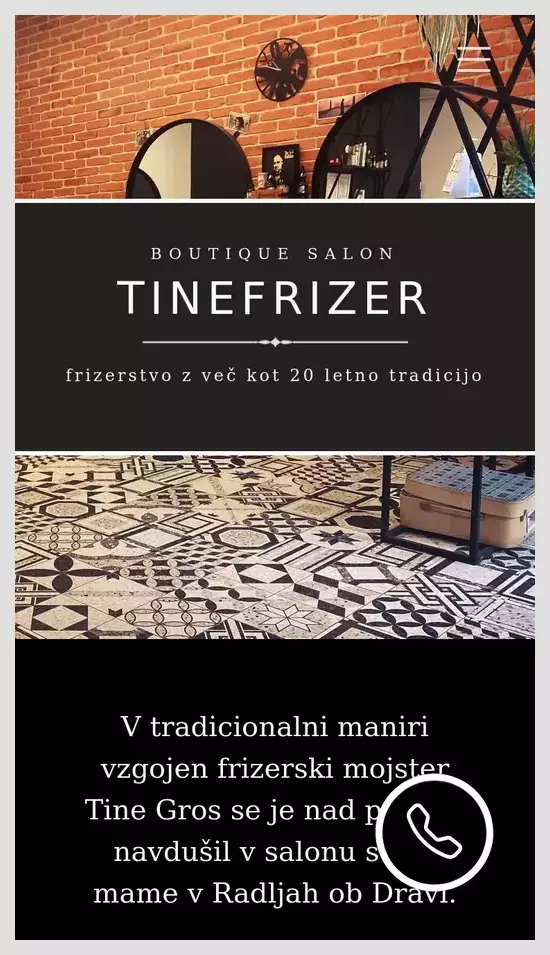 BOUTIQUE SALON
TINEFRIZER
frizerstvo z več kot 20 letno tradicijo
V tradicionalni maniri
vzgojen frizerski mojster
Tine Gros se je nad
navdušil v salonu
mame v Radljah ob Dravi.